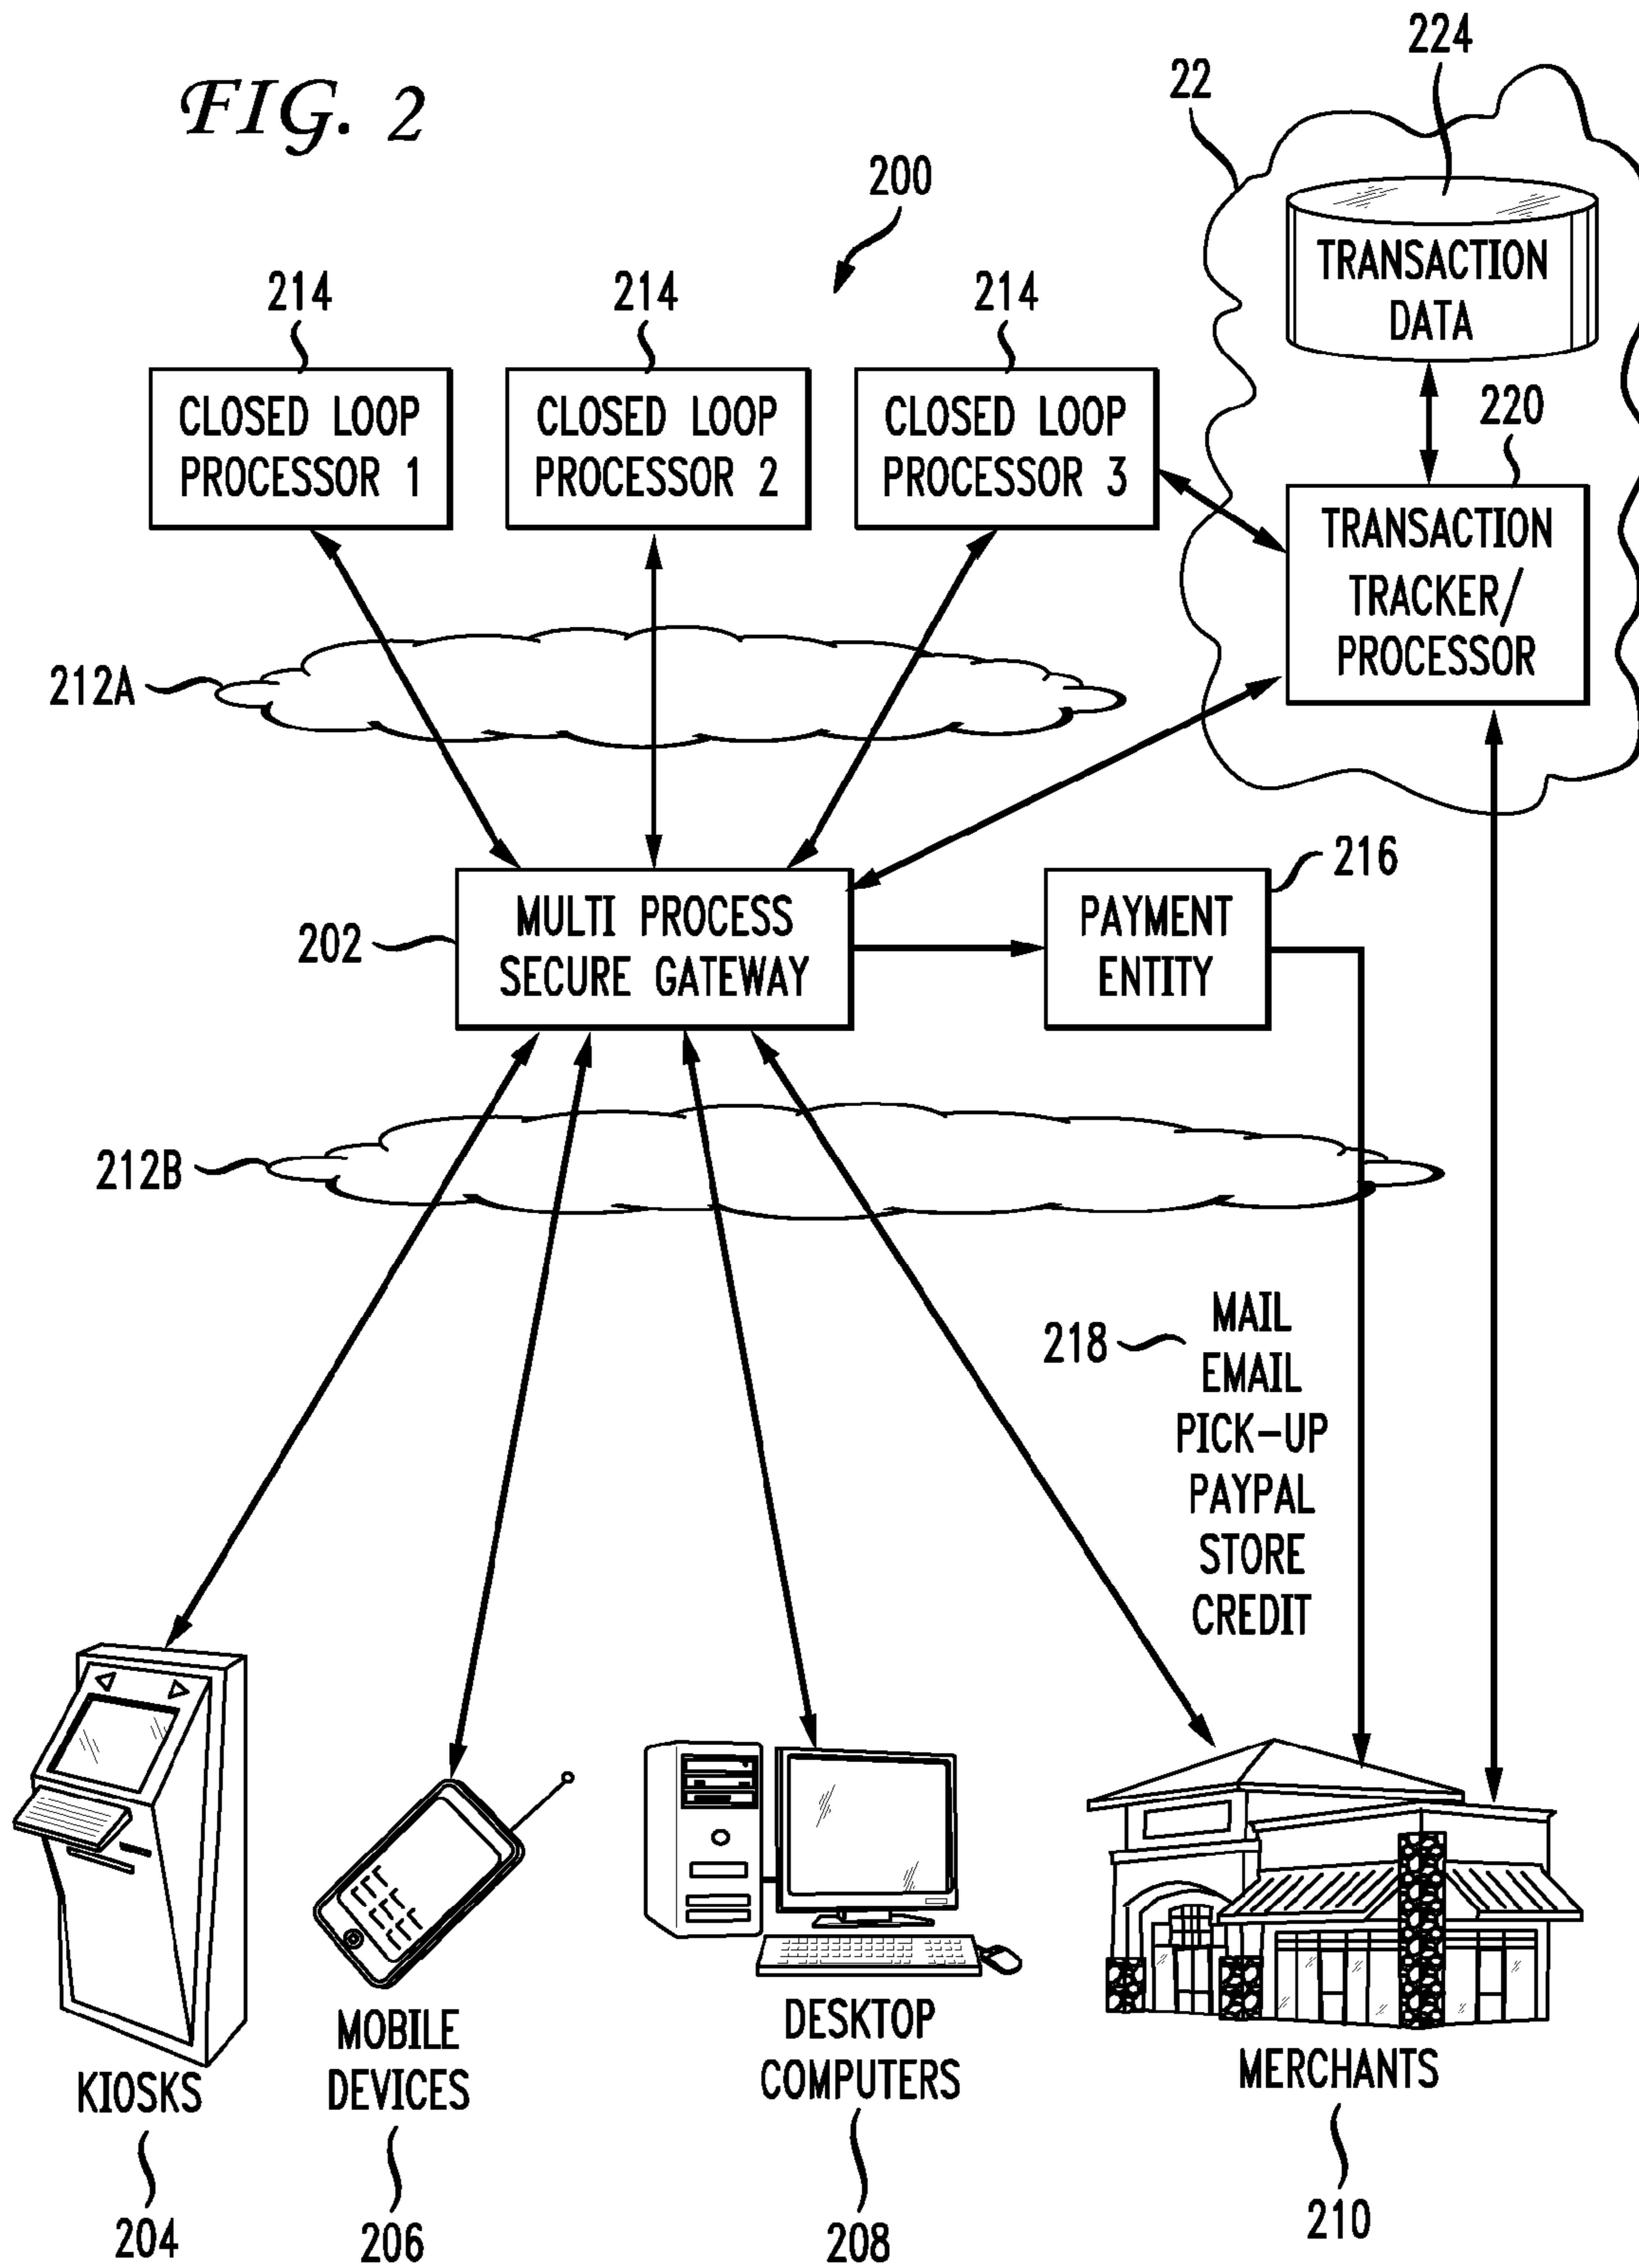 FIG. 2
224
22
200
TRANSACTION
DATA
214
214
214
220
CLOSED LOOP
PROCESSOR 1
CLOSED LOOP
PROCESSOR 2
CLOSED LOOP
PROCESSOR 3
TRANSACTION
TRACKER/
PROCESSOR
212A
216
202
MULTI PROCESS
SECURE GATEWAY
PAYMENT
ENTITY
212B
218
MAIL
EMAIL
PICK-UP
PAYPAL
STORE
CREDIT
KIOSKS
MOBILE
DEVICES
DESKTOP
COMPUTERS
MERCHANTS
204
206
208
210